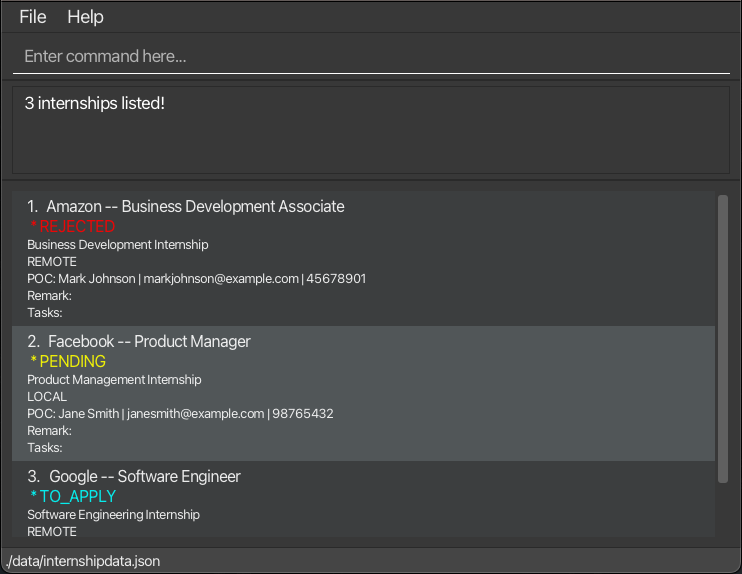 File Help
Enter command here...
3 internships listed!
1. Amazon -- Business Development Associate
* REJECTED
Business Development Internship
REMOTE
POC: Mark Johnson | markjohnson@example.com | 45678901
Remark:
Tasks:
2. Facebook -- Product Manager
* PENDING
Product Management Internship
LOCAL
POC: Jane Smith | janesmith@example.com | 98765432
Remark:
Tasks:
3. Google -- Software Engineer
* TO_APPLY
Software Engineering Internship
REMOTE
./data/internshipdata.json